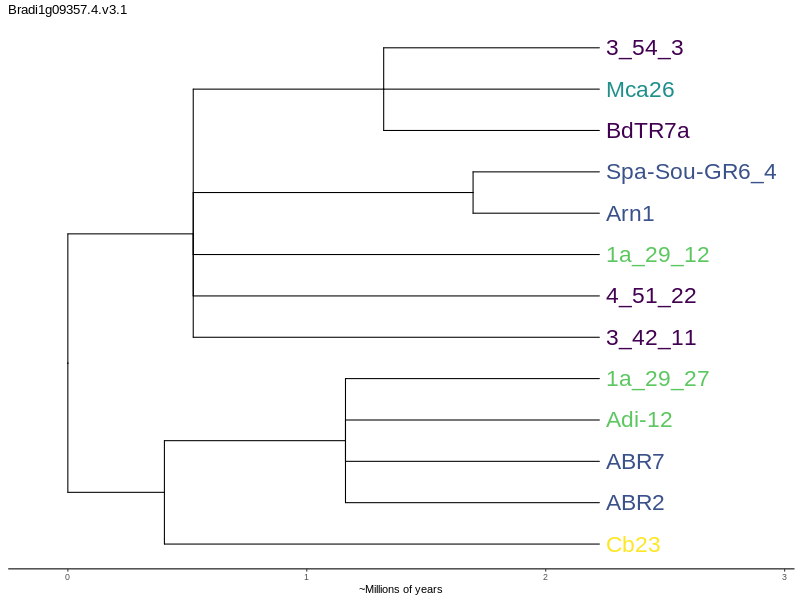 Bradi1g09357.4.v3.1
3_54_3
Mca26
BdTR7a
Spa-Sou-GR6_4
Arn1
1a_29_12
4_51_22
3_42_11
1a_29_27
Adi-12
ABR7
ABR2
Cb23
0 1 2 3
~Millions of years